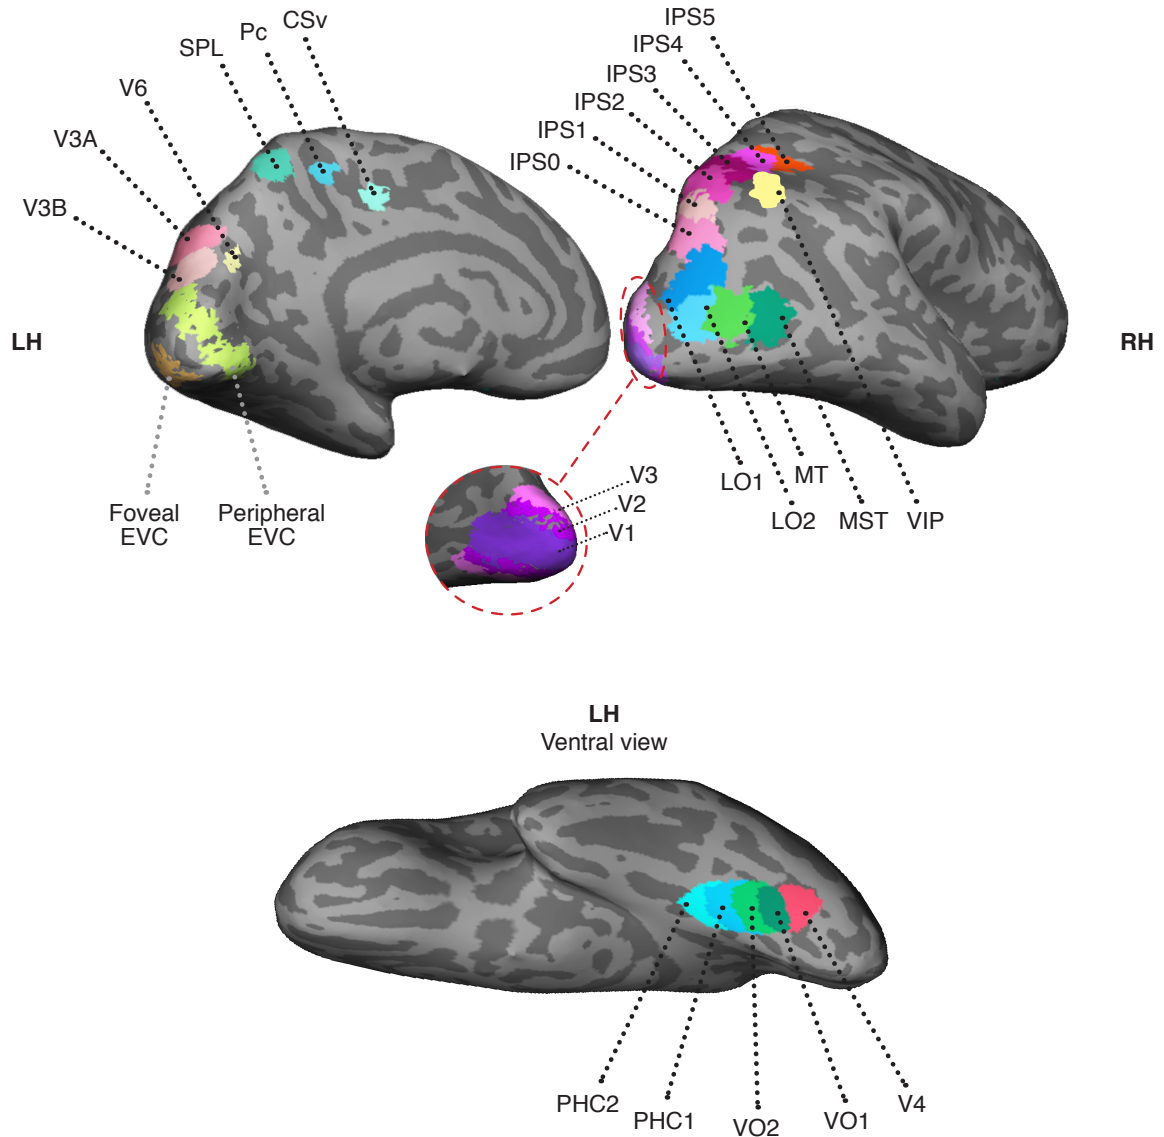 CSv
Pc
SPL
V6
V3A
V3B
LH
Foveal
EVC
Peripheral
EVC
IPS5
IPS4
IPS3
IPS2
IPS1
IPS0
RH
LO1
MT
LO2
MST
VIP
V3
V2
V1
LH
Ventral view
PHC2
PHC1
VO2
VO1
V4